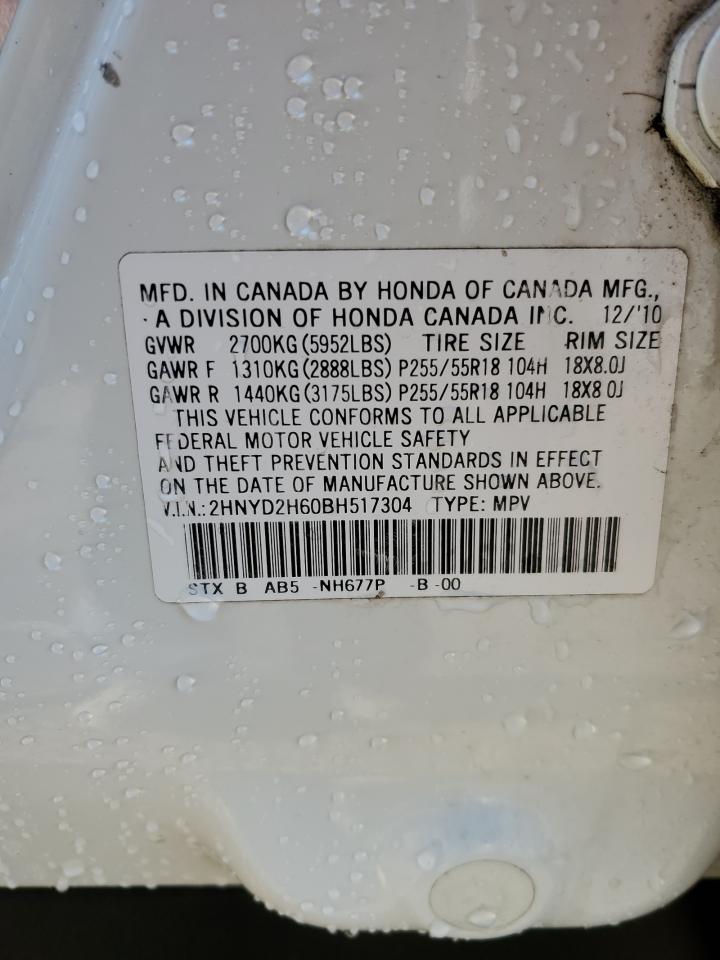 MFD. IN CANADA BY HONDA OF CANADA MFG.,
A DIVISION OF HONDA CANADA INC. 12/'10
GVWR 2700KG (5952LBS) TIRE SIZE RIM SIZE
GAWR F 1310KG (2888LBS) P255/55R18 104H 18X8.0J
GAWR R 1440KG (3175LBS) P255/55R18 104H 18X8.0J
THIS VEHICLE CONFORMS TO ALL APPLICABLE
FEDERAL MOTOR VEHICLE SAFETY
AND THEFT PREVENTION STANDARDS IN EFFECT
ON THE DATE OF MANUFACTURE SHOWN ABOVE.
V.I.N.: 2HNYD2H60BH517304 TYPE: MPV
STX B AB5 -NH677P -B -00